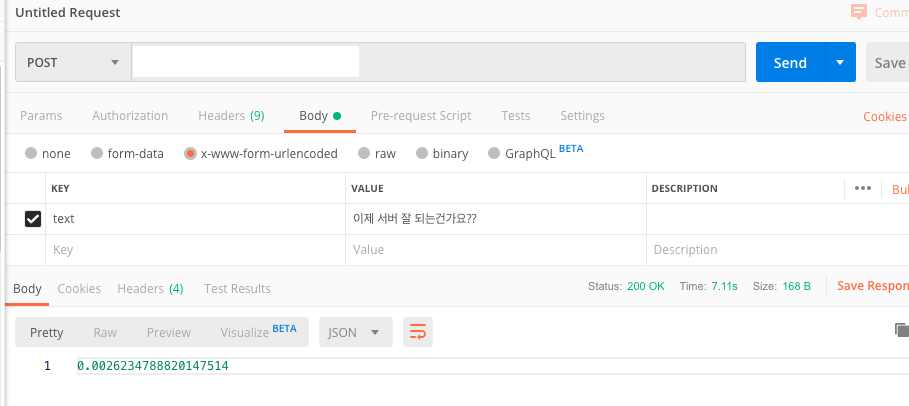 Untitled Request Comm
POST Send Save
Params Authorization Headers (9) Body Pre-request Script Tests Settings Cookies
none form-data x-www-form-urlencoded raw binary GraphQL BETA
KEY VALUE DESCRIPTION ••• Bul
text 이제 서버 잘 되는건가요??
Key Value Description
Body Cookies Headers (4) Test Results Status: 200 OK Time: 7.11s Size: 168 B Save Respon
Pretty Raw Preview Visualize BETA JSON
1 0.0026234788820147514